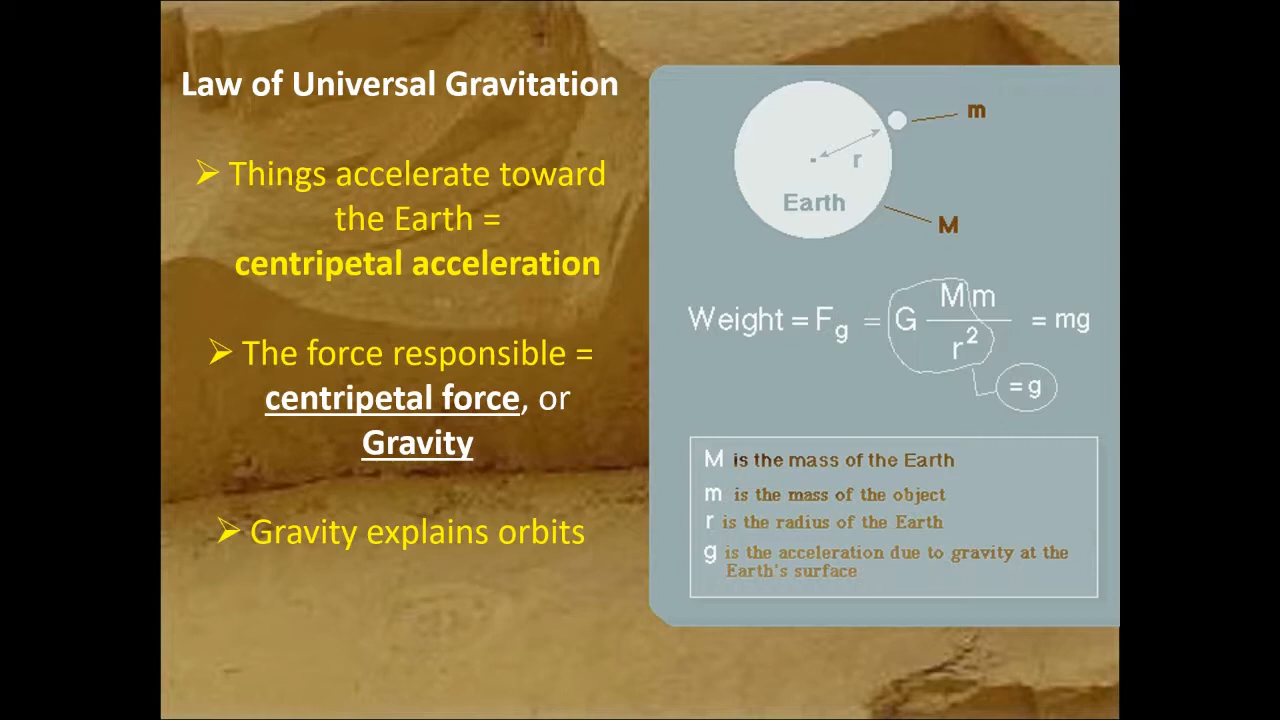 Law of Universal Gravitation
➢ Things accelerate toward
the Earth =
centripetal acceleration
➢ The force responsible =
centripetal force, or
Gravity
➢ Gravity explains orbits
m
r
Earth
M
Weight = F_g = G Mm / r² = mg
= g
M is the mass of the Earth
m is the mass of the object
r is the radius of the Earth
g is the acceleration due to gravity at the
Earth's surface